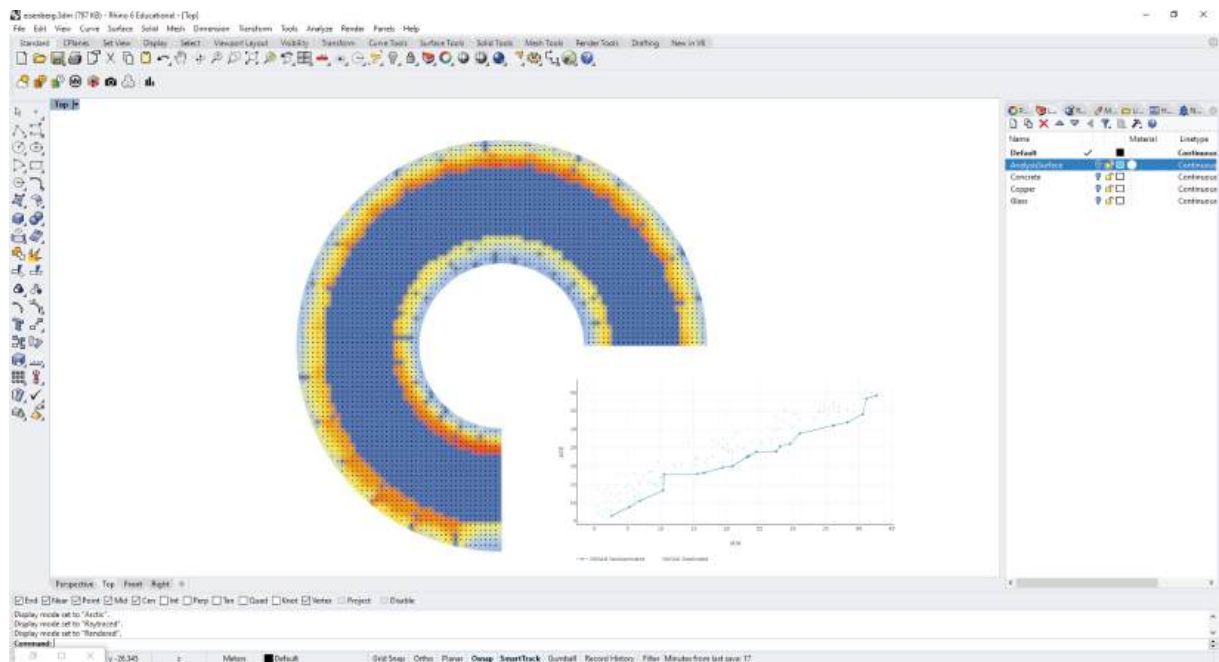 eisenberg.3dm (787 KB) - Rhino 6 Educational - [Top]
File Edit View Curve Surface Solid Mesh Dimension Transform Tools Analyze Render Panels Help
Standard CPlanes Set View Display Select Viewport Layout Visibility Transform Curve Tools Surface Tools Solid Tools Mesh Tools Render Tools Drafting New in V6
Top
Name Material Linetype
Default Continuous
AnalysisSurface Continuous
Concrete Continuous
Copper Continuous
Glass Continuous
Perspective Top Front Right
End Near Point Mid Cen Int Perp Tan Quad Knot Vertex Project Disable
Display mode set to "Arctic".
Display mode set to "Raytraced".
Display mode set to "Rendered".
Command:
y -26.345 z Meters Default Grid Snap Ortho Planar Osnap SmartTrack Gumball Record History Filter Minutes from last save: 17